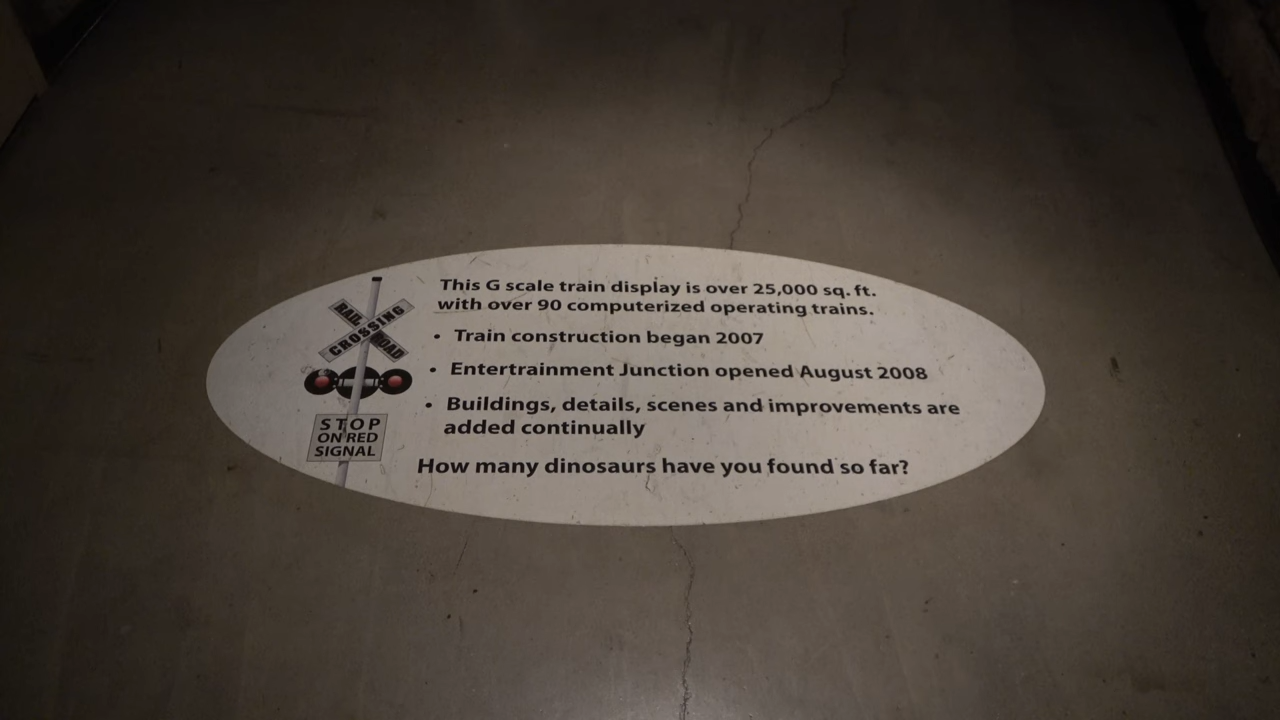 This G scale train display is over 25,000 sq. ft.
with over 90 computerized operating trains.
• Train construction began 2007
• Entertrainment Junction opened August 2008
• Buildings, details, scenes and improvements are
added continually
How many dinosaurs have you found so far?
RAIL ROAD
CROSSING
STOP
ON RED
SIGNAL